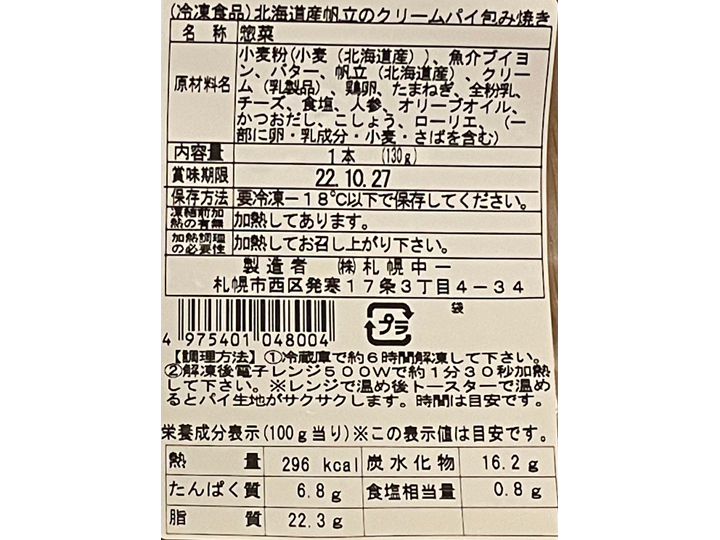 (冷凍食品)北海道産帆立のクリームパイ包み焼き
名 称 惣菜
原材料名 小麦粉(小麦(北海道産))、魚介ブイヨ
ン、バター、帆立(北海道産)、クリー
ム(乳製品)、鶏卵、たまねぎ、全粉乳、
チーズ、食塩、人参、オリーブオイル、
かつおだし、こしょう、ローリエ、(一
部に卵・乳成分・小麦・さばを含む)
内容量 1本 (130g)
賞味期限 22.10.27
保存方法 要冷凍-18℃以下で保存してください。
凍結前加熱の有無 加熱してあります。
加熱調理の必要性 加熱してお召し上がり下さい。
製造者 ㈱札幌中一
札幌市西区発寒17条3丁目4-34
プラ 袋
4 975401 048004
【調理方法】①冷蔵庫で約6時間解凍して下さい。
②解凍後電子レンジ500Wで約1分30秒加熱
して下さい。※レンジで温め後トースターで温め
るとパイ生地がサクサクします。時間は目安です。
栄養成分表示(100g当り)※この表示値は目安です。
熱 量 296 kcal 炭水化物 16.2g
たんぱく質 6.8g 食塩相当量 0.8g
脂 質 22.3g